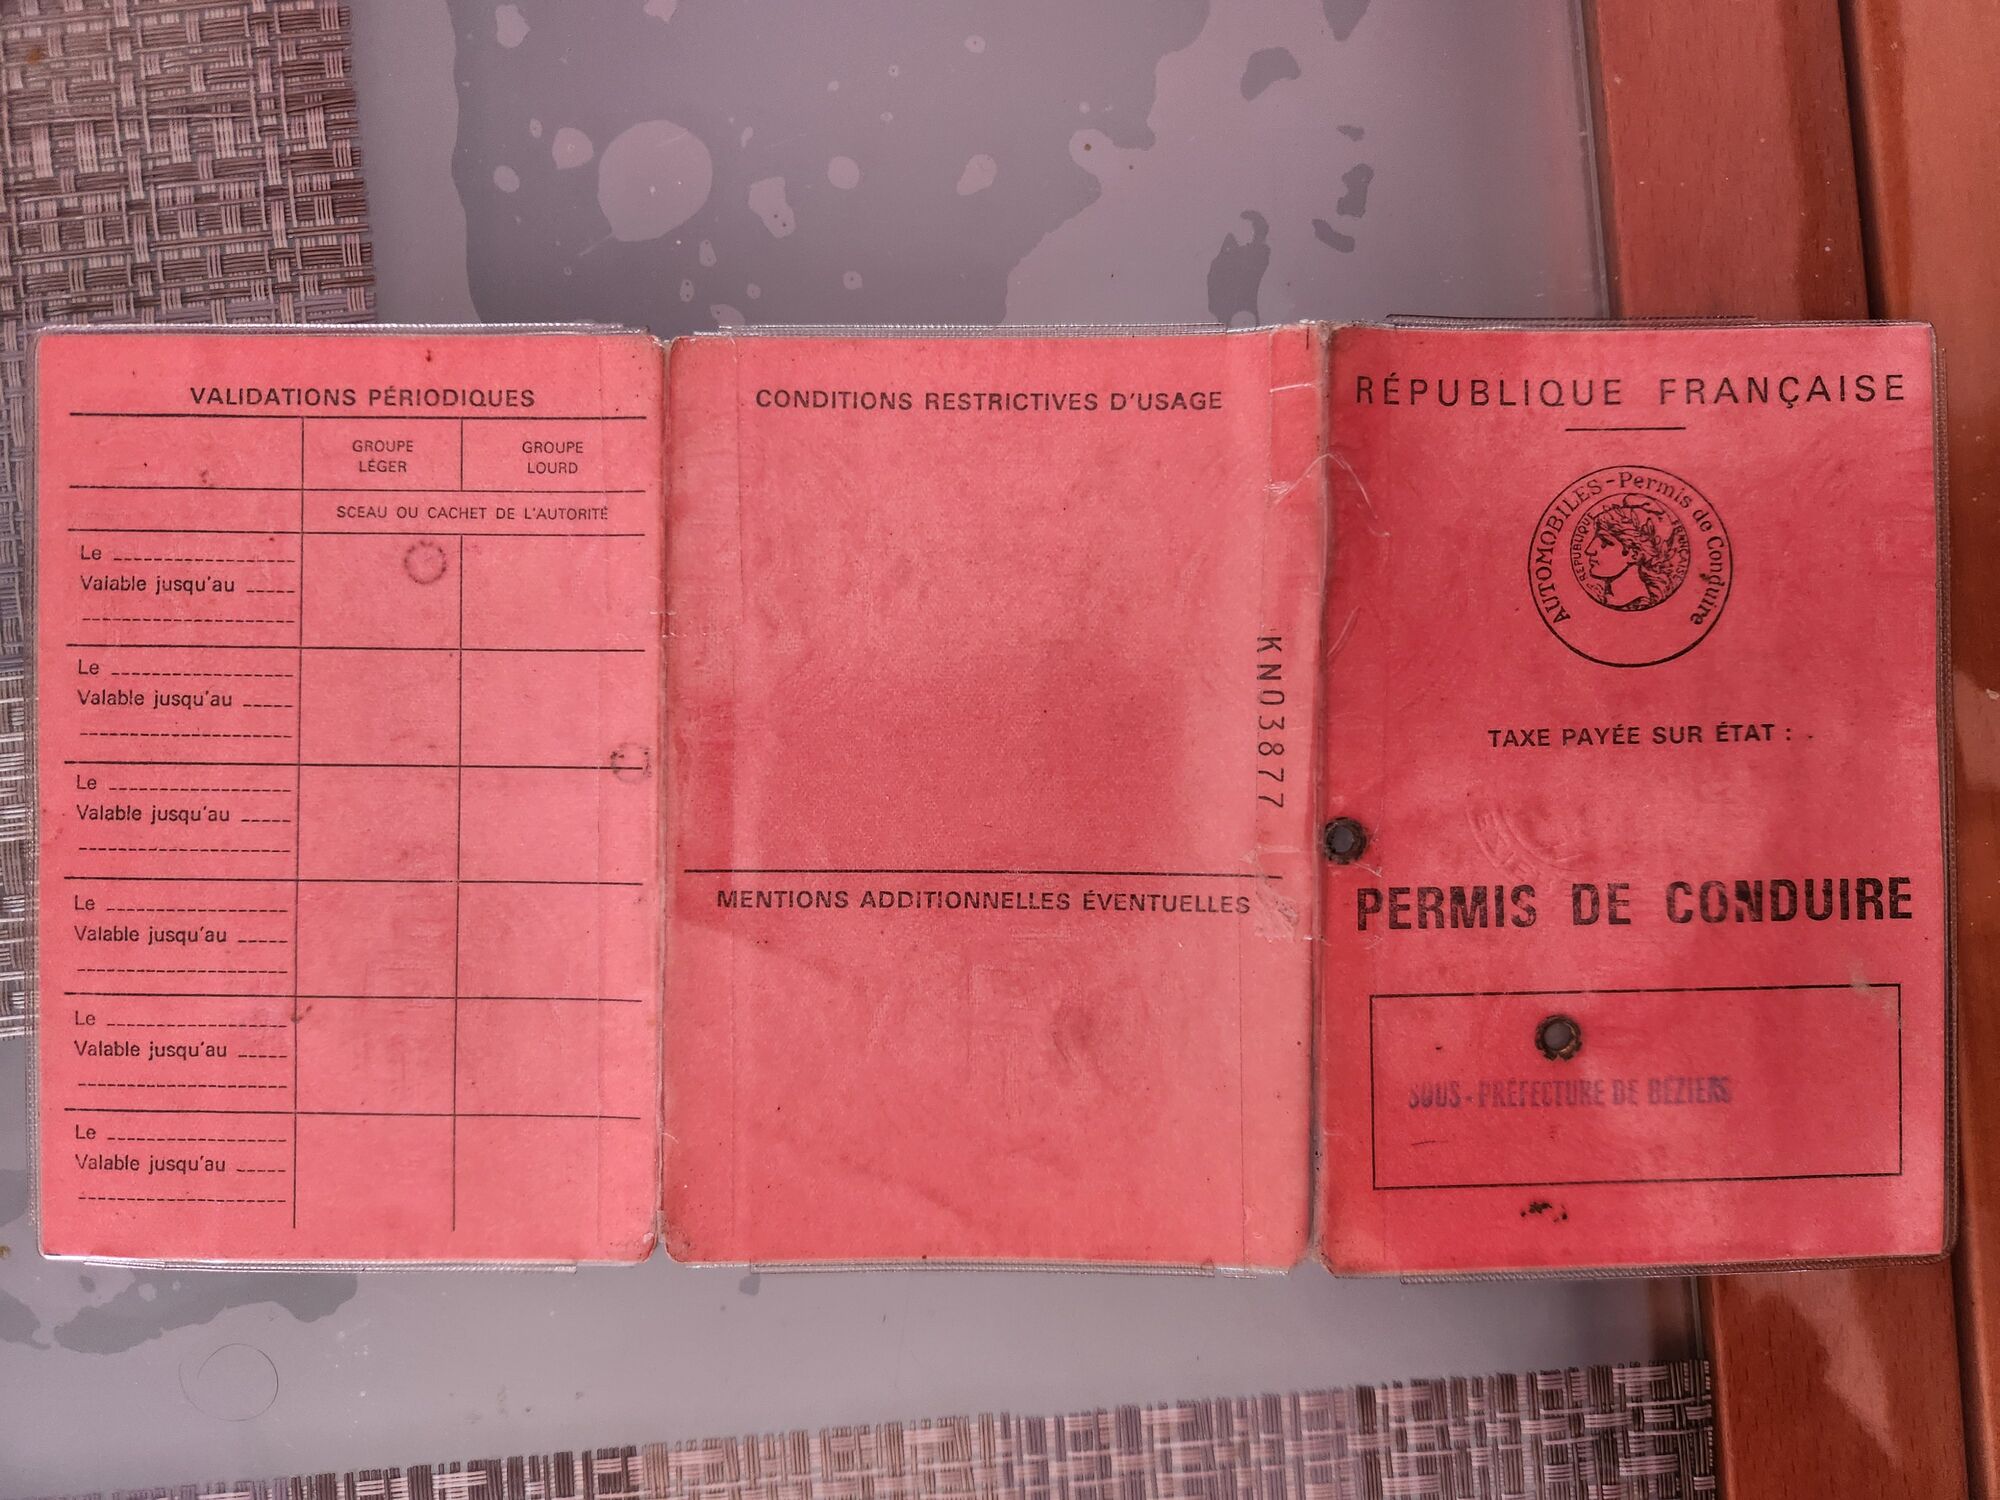 VALIDATIONS PÉRIODIQUES
GROUPE LÉGER
GROUPE LOURD
SCEAU OU CACHET DE L'AUTORITÉ
Le
Valable jusqu'au
Le
Valable jusqu'au
Le
Valable jusqu'au
Le
Valable jusqu'au
Le
Valable jusqu'au
Le
Valable jusqu'au
CONDITIONS RESTRICTIVES D'USAGE
KN03877
MENTIONS ADDITIONNELLES ÉVENTUELLES
RÉPUBLIQUE FRANÇAISE
AUTOMOBILES - Permis de Conduire
RÉPUBLIQUE FRANÇAISE
TAXE PAYÉE SUR ÉTAT :
PERMIS DE CONDUIRE
SOUS-PRÉFECTURE DE BÉZIERS